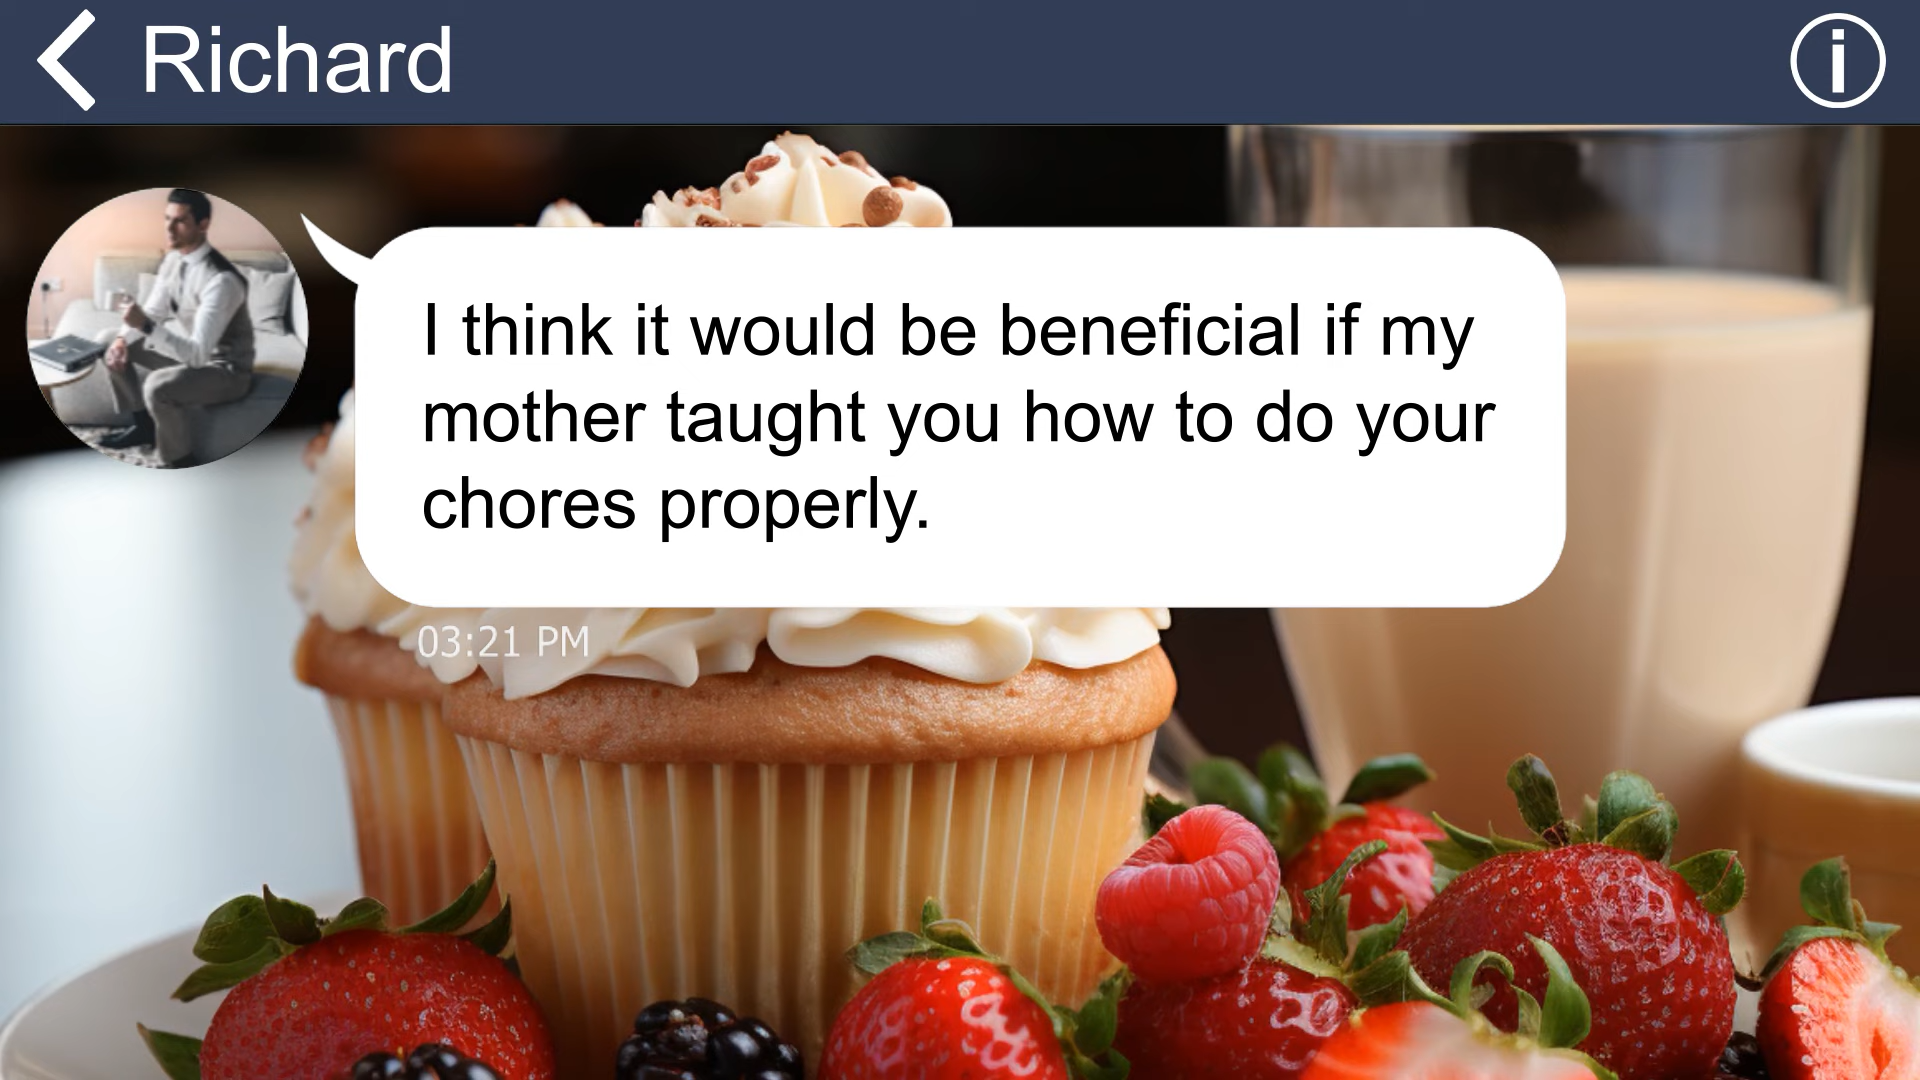 Richard
I think it would be beneficial if my
mother taught you how to do your
chores properly.
03:21 PM